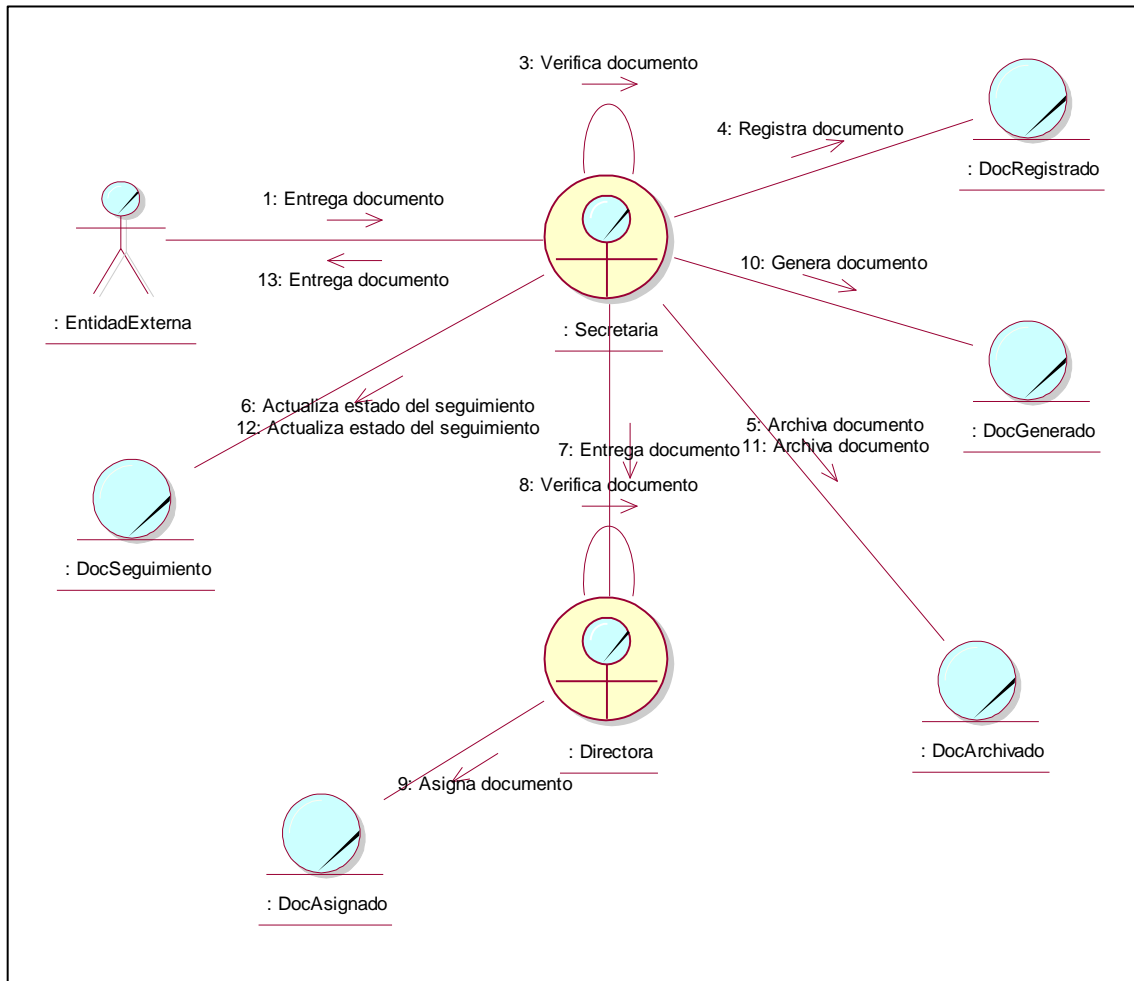 3: Verifica documento
4: Registra documento
: DocRegistrado
1: Entrega documento
13: Entrega documento
: EntidadExterna
: Secretaria
10: Genera documento
: DocGenerado
6: Actualiza estado del seguimiento
12: Actualiza estado del seguimiento
5: Archiva documento
11: Archiva documento
7: Entrega documento
8: Verifica documento
: DocSeguimiento
: Directora
: DocArchivado
9: Asigna documento
: DocAsignado